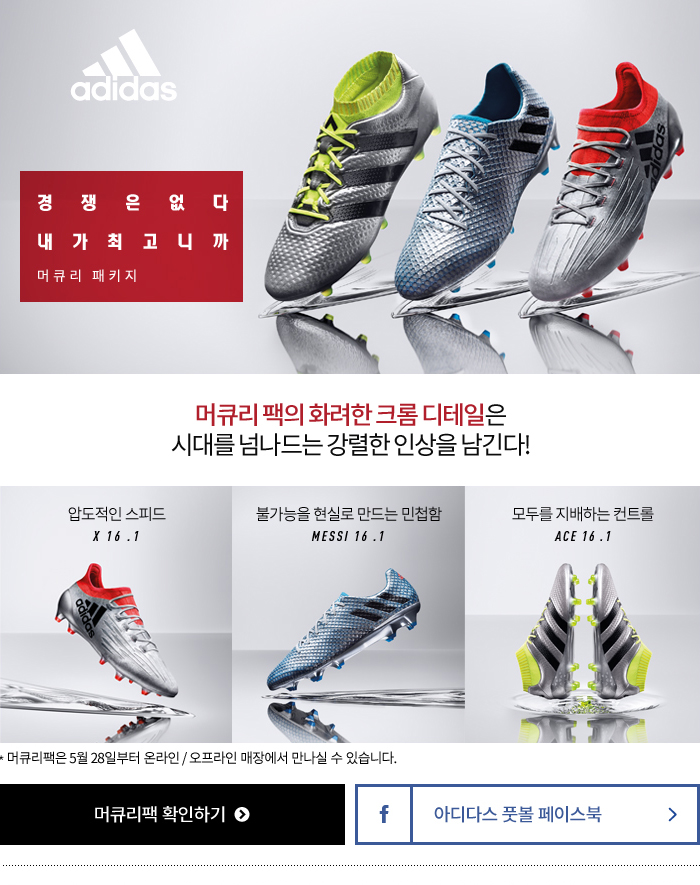 adidas
경쟁은없다
내가최고니까
머큐리 패키지
adidas
머큐리 팩의 화려한 크롬 디테일은
시대를 넘나드는 강렬한 인상을 남긴다!
압도적인 스피드
X 16 .1
불가능을 현실로 만드는 민첩함
MESSI 16 .1
모두를 지배하는 컨트롤
ACE 16 .1
adidas
* 머큐리팩은 5월 28일부터 온라인 / 오프라인 매장에서 만나실 수 있습니다.
머큐리팩 확인하기
f
아디다스 풋볼 페이스북